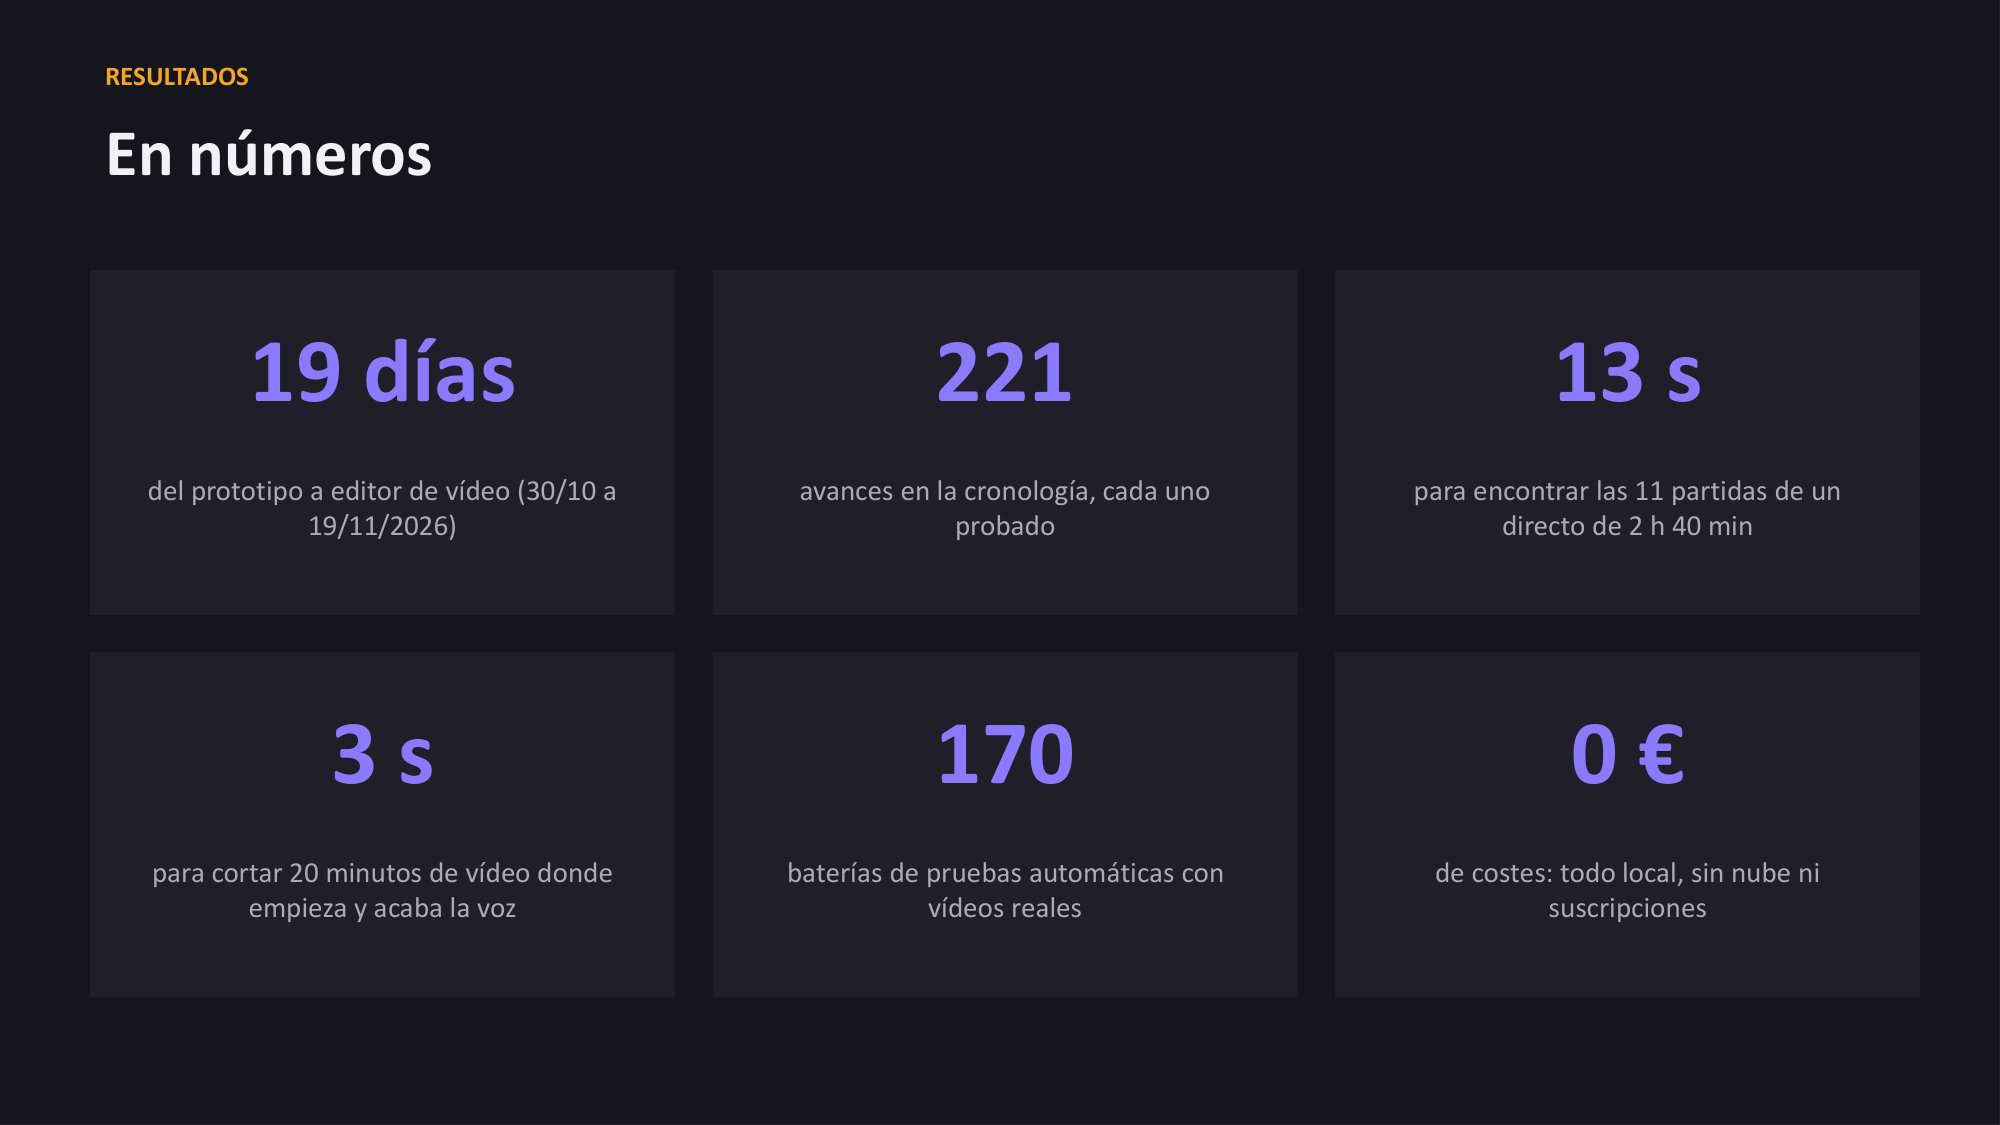 RESULTADOS
En números
19 días
del prototipo a editor de vídeo (30/10 a
19/11/2026)
221
avances en la cronología, cada uno
probado
13 s
para encontrar las 11 partidas de un
directo de 2 h 40 min
3 s
para cortar 20 minutos de vídeo donde
empieza y acaba la voz
170
baterías de pruebas automáticas con
vídeos reales
0 €
de costes: todo local, sin nube ni
suscripciones